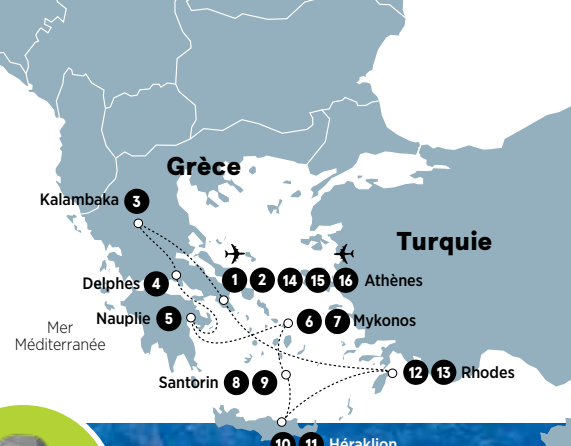 Grèce
Kalambaka 3
Turquie
1 2 14 15 16 Athènes
Delphes 4
Nauplie 5
6 7 Mykonos
Mer
Méditerranée
12 13 Rhodes
Santorin 8 9
10 11 Héraklion